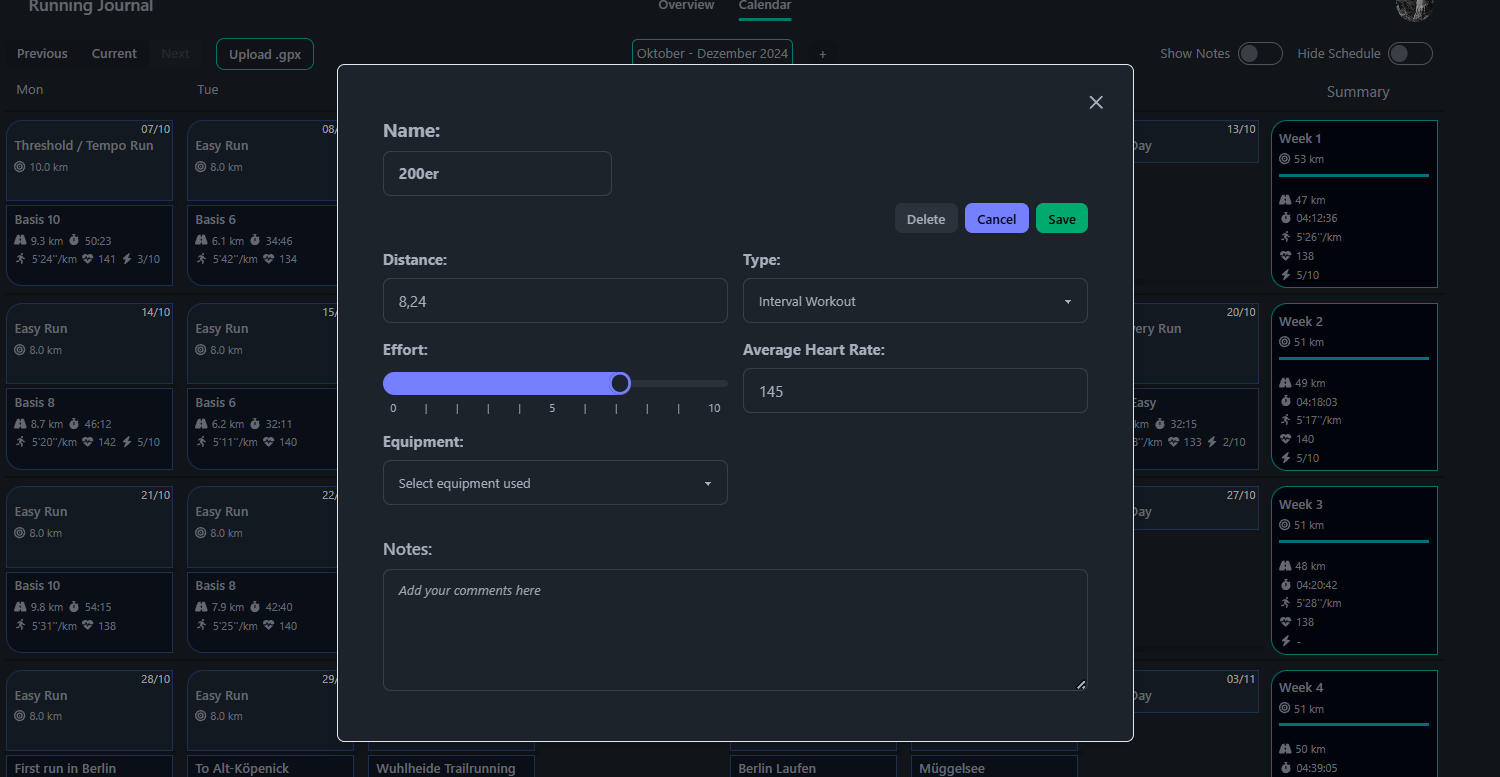 Running Journal
Overview Calendar
Previous Current Next Upload .gpx
Oktober - Dezember 2024 +
Show Notes Hide Schedule
Mon Tue Summary
07/10
Threshold / Tempo Run
10.0 km
Basis 10
9.3 km 50:23
5'24''/km 141 3/10
08/
Easy Run
8.0 km
Basis 6
6.1 km 34:46
5'42''/km 134
13/10
Day
Week 1
53 km
47 km
04:12:36
5'26''/km
138
5/10
14/10
Easy Run
8.0 km
Basis 8
8.7 km 46:12
5'20''/km 142 5/10
15/
Easy Run
8.0 km
Basis 6
6.2 km 32:11
5'11''/km 140
20/10
very Run
Easy
km 32:15
3''/km 133 2/10
Week 2
51 km
49 km
04:18:03
5'17''/km
140
5/10
21/10
Easy Run
8.0 km
Basis 10
9.8 km 54:15
5'31''/km 138
22/
Easy Run
8.0 km
Basis 8
7.9 km 42:40
5'25''/km 140
27/10
Day
Week 3
51 km
48 km
04:20:42
5'28''/km
138
-
28/10
Easy Run
8.0 km
First run in Berlin
29/
Easy Run
8.0 km
To Alt-Köpenick
Wuhlheide Trailrunning
Berlin Laufen
Müggelsee
03/11
Day
Week 4
51 km
50 km
04:39:05
Name:
200er
Delete Cancel Save
Distance:
8,24
Type:
Interval Workout
Effort:
0 | | | | 5 | | | | 10
Average Heart Rate:
145
Equipment:
Select equipment used
Notes:
Add your comments here